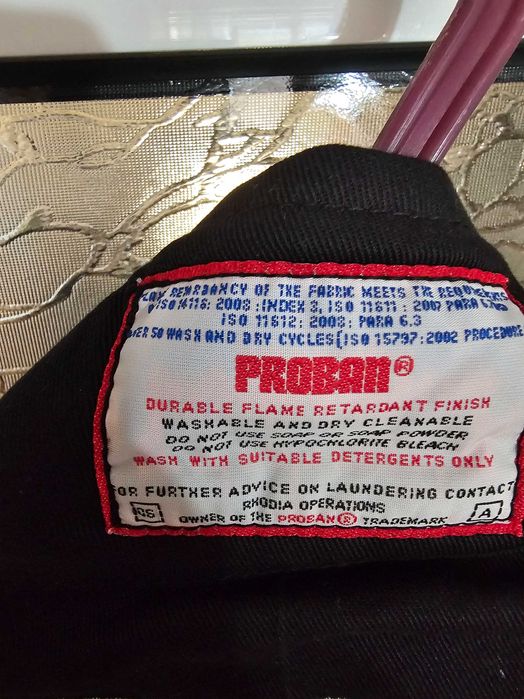 RETARDANCY OF THE FABRIC MEETS THE
ISO 14116: 2008 :INDEX 3, ISO 11611 : 2007 PARA
ISO 11612: 2008: PARA 6.3
50 WASH AND DRY CYCLES(ISO 15797:2002 PROCEDURE
PROBAN®
DURABLE FLAME RETARDANT FINISH
WASHABLE AND DRY CLEANABLE
DO NOT USE SOAP OR SOAP POWDER
DO NOT USE HYPOCHLORITE BLEACH
WASH WITH SUITABLE DETERGENTS ONLY
FOR FURTHER ADVICE ON LAUNDERING CONTACT
RHODIA OPERATIONS
OWNER OF THE PROBAN® TRADEMARK
A